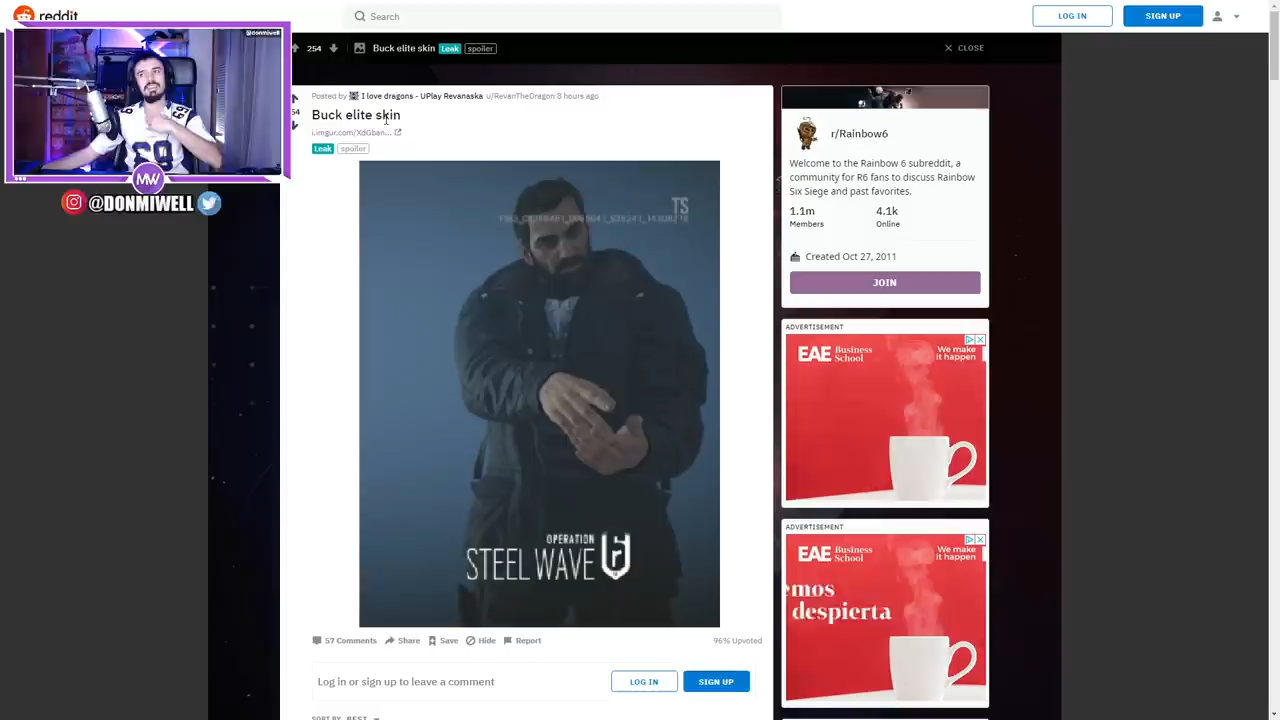 reddit
Search
LOG IN
SIGN UP
@donmiwell
MW
@DONMIWELL
254
Buck elite skin Leak spoiler
CLOSE
Posted by I love dragons - UPlay Revanaska u/RevanTheDragon 8 hours ago
Buck elite skin
i.imgur.com/XdGban...
Leak spoiler
TS
OPERATION
STEEL WAVE
57 Comments Share Save Hide Report
96% Upvoted
Log in or sign up to leave a comment
LOG IN
SIGN UP
SORT BY BEST
r/Rainbow6
Welcome to the Rainbow 6 subreddit, a
community for R6 fans to discuss Rainbow
Six Siege and past favorites.
1.1m
Members
4.1k
Online
Created Oct 27, 2011
JOIN
ADVERTISEMENT
EAE Business
School
We make
it happen
ADVERTISEMENT
EAE Business
School
We make
it happen
emos
despierta